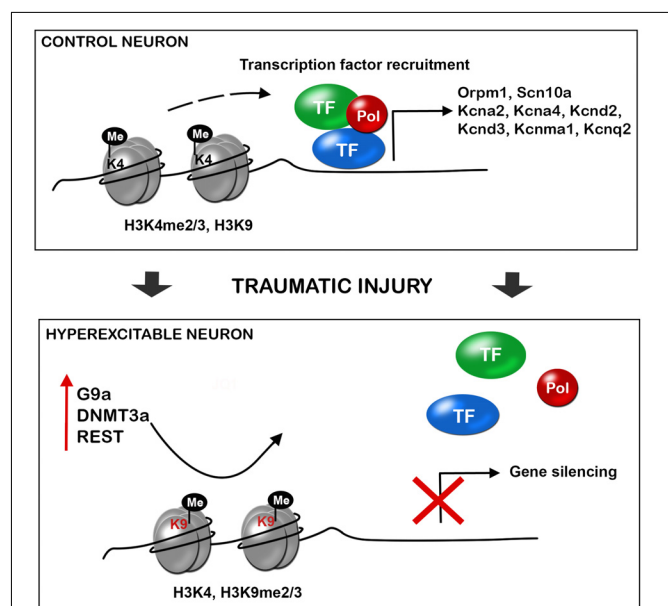 CONTROL NEURON
Transcription factor recruitment
TF
Pol
TF
Orpm1, Scn10a
Kcna2, Kcna4, Kcnd2,
Kcnd3, Kcnma1, Kcnq2
Me
Me
K4
K4
H3K4me2/3, H3K9
TRAUMATIC INJURY
HYPEREXCITABLE NEURON
TF
Pol
TF
G9a
DNMT3a
REST
Gene silencing
Me
Me
K9
K9
H3K4, H3K9me2/3